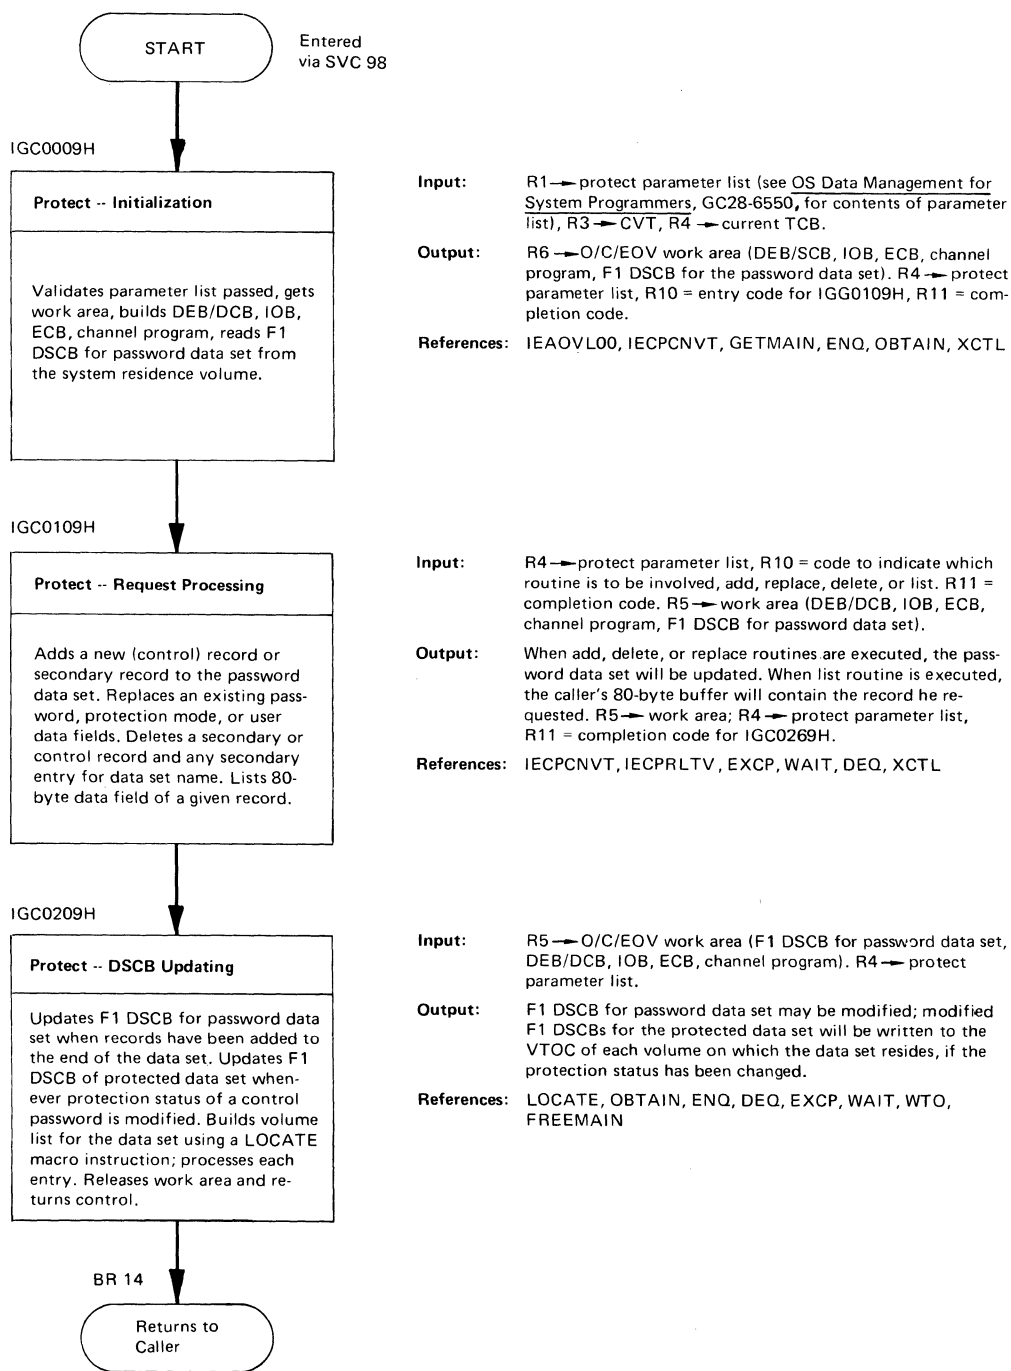 START
Entered
via SVC 98
IGC0009H
Protect -- Initialization
Validates parameter list passed, gets
work area, builds DEB/DCB, IOB,
ECB, channel program, reads F1
DSCB for password data set from
the system residence volume.
Input: R1→protect parameter list (see OS Data Management for
System Programmers, GC28-6550, for contents of parameter
list), R3→CVT, R4→current TCB.
Output: R6→O/C/EOV work area (DEB/SCB, IOB, ECB, channel
program, F1 DSCB for the password data set). R4→protect
parameter list, R10 = entry code for IGG0109H, R11 = com-
pletion code.
References: IEAOVL00, IECPCNVT, GETMAIN, ENQ, OBTAIN, XCTL
IGC0109H
Protect -- Request Processing
Adds a new (control) record or
secondary record to the password
data set. Replaces an existing pass-
word, protection mode, or user
data fields. Deletes a secondary or
control record and any secondary
entry for data set name. Lists 80-
byte data field of a given record.
Input: R4→protect parameter list, R10 = code to indicate which
routine is to be involved, add, replace, delete, or list. R11 =
completion code. R5→work area (DEB/DCB, IOB, ECB,
channel program, F1 DSCB for password data set).
Output: When add, delete, or replace routines are executed, the pass-
word data set will be updated. When list routine is executed,
the caller's 80-byte buffer will contain the record he re-
quested. R5→work area; R4→protect parameter list,
R11 = completion code for IGC0269H.
References: IECPCNVT, IECPRLTV, EXCP, WAIT, DEQ, XCTL
IGC0209H
Protect -- DSCB Updating
Updates F1 DSCB for password data
set when records have been added to
the end of the data set. Updates F1
DSCB of protected data set when-
ever protection status of a control
password is modified. Builds volume
list for the data set using a LOCATE
macro instruction; processes each
entry. Releases work area and re-
turns control.
Input: R5→O/C/EOV work area (F1 DSCB for password data set,
DEB/DCB, IOB, ECB, channel program). R4→protect
parameter list.
Output: F1 DSCB for password data set may be modified; modified
F1 DSCBs for the protected data set will be written to the
VTOC of each volume on which the data set resides, if the
protection status has been changed.
References: LOCATE, OBTAIN, ENQ, DEQ, EXCP, WAIT, WTO,
FREEMAIN
BR 14
Returns to
Caller